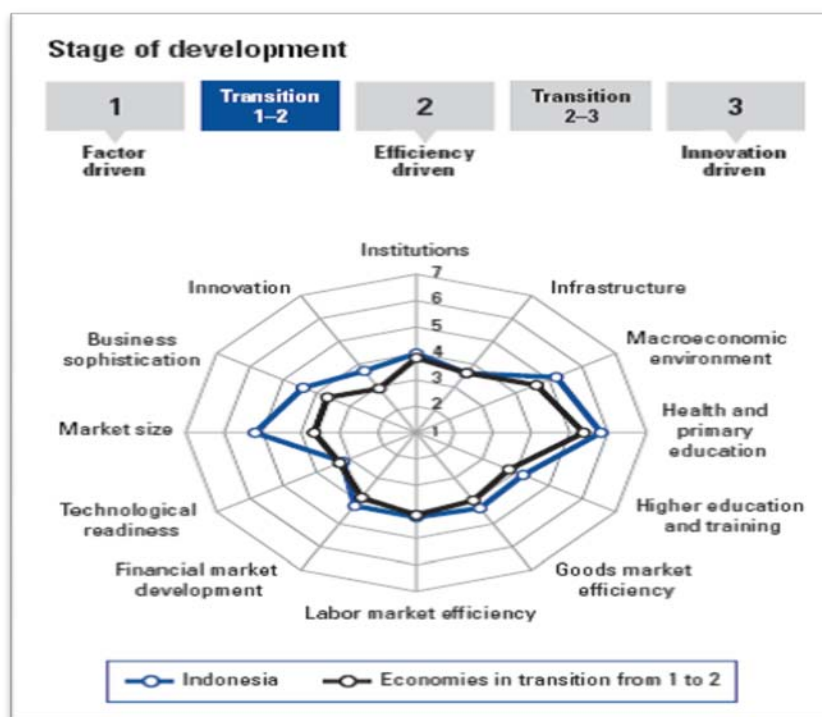 Stage of development
1
Transition
1–2
2
Transition
2–3
3
Factor
driven
Efficiency
driven
Innovation
driven
Institutions
7
6
5
4
3
2
1
Infrastructure
Macroeconomic
environment
Health and
primary
education
Higher education
and training
Goods market
efficiency
Labor market efficiency
Financial market
development
Technological
readiness
Market size
Business
sophistication
Innovation
Indonesia
Economies in transition from 1 to 2